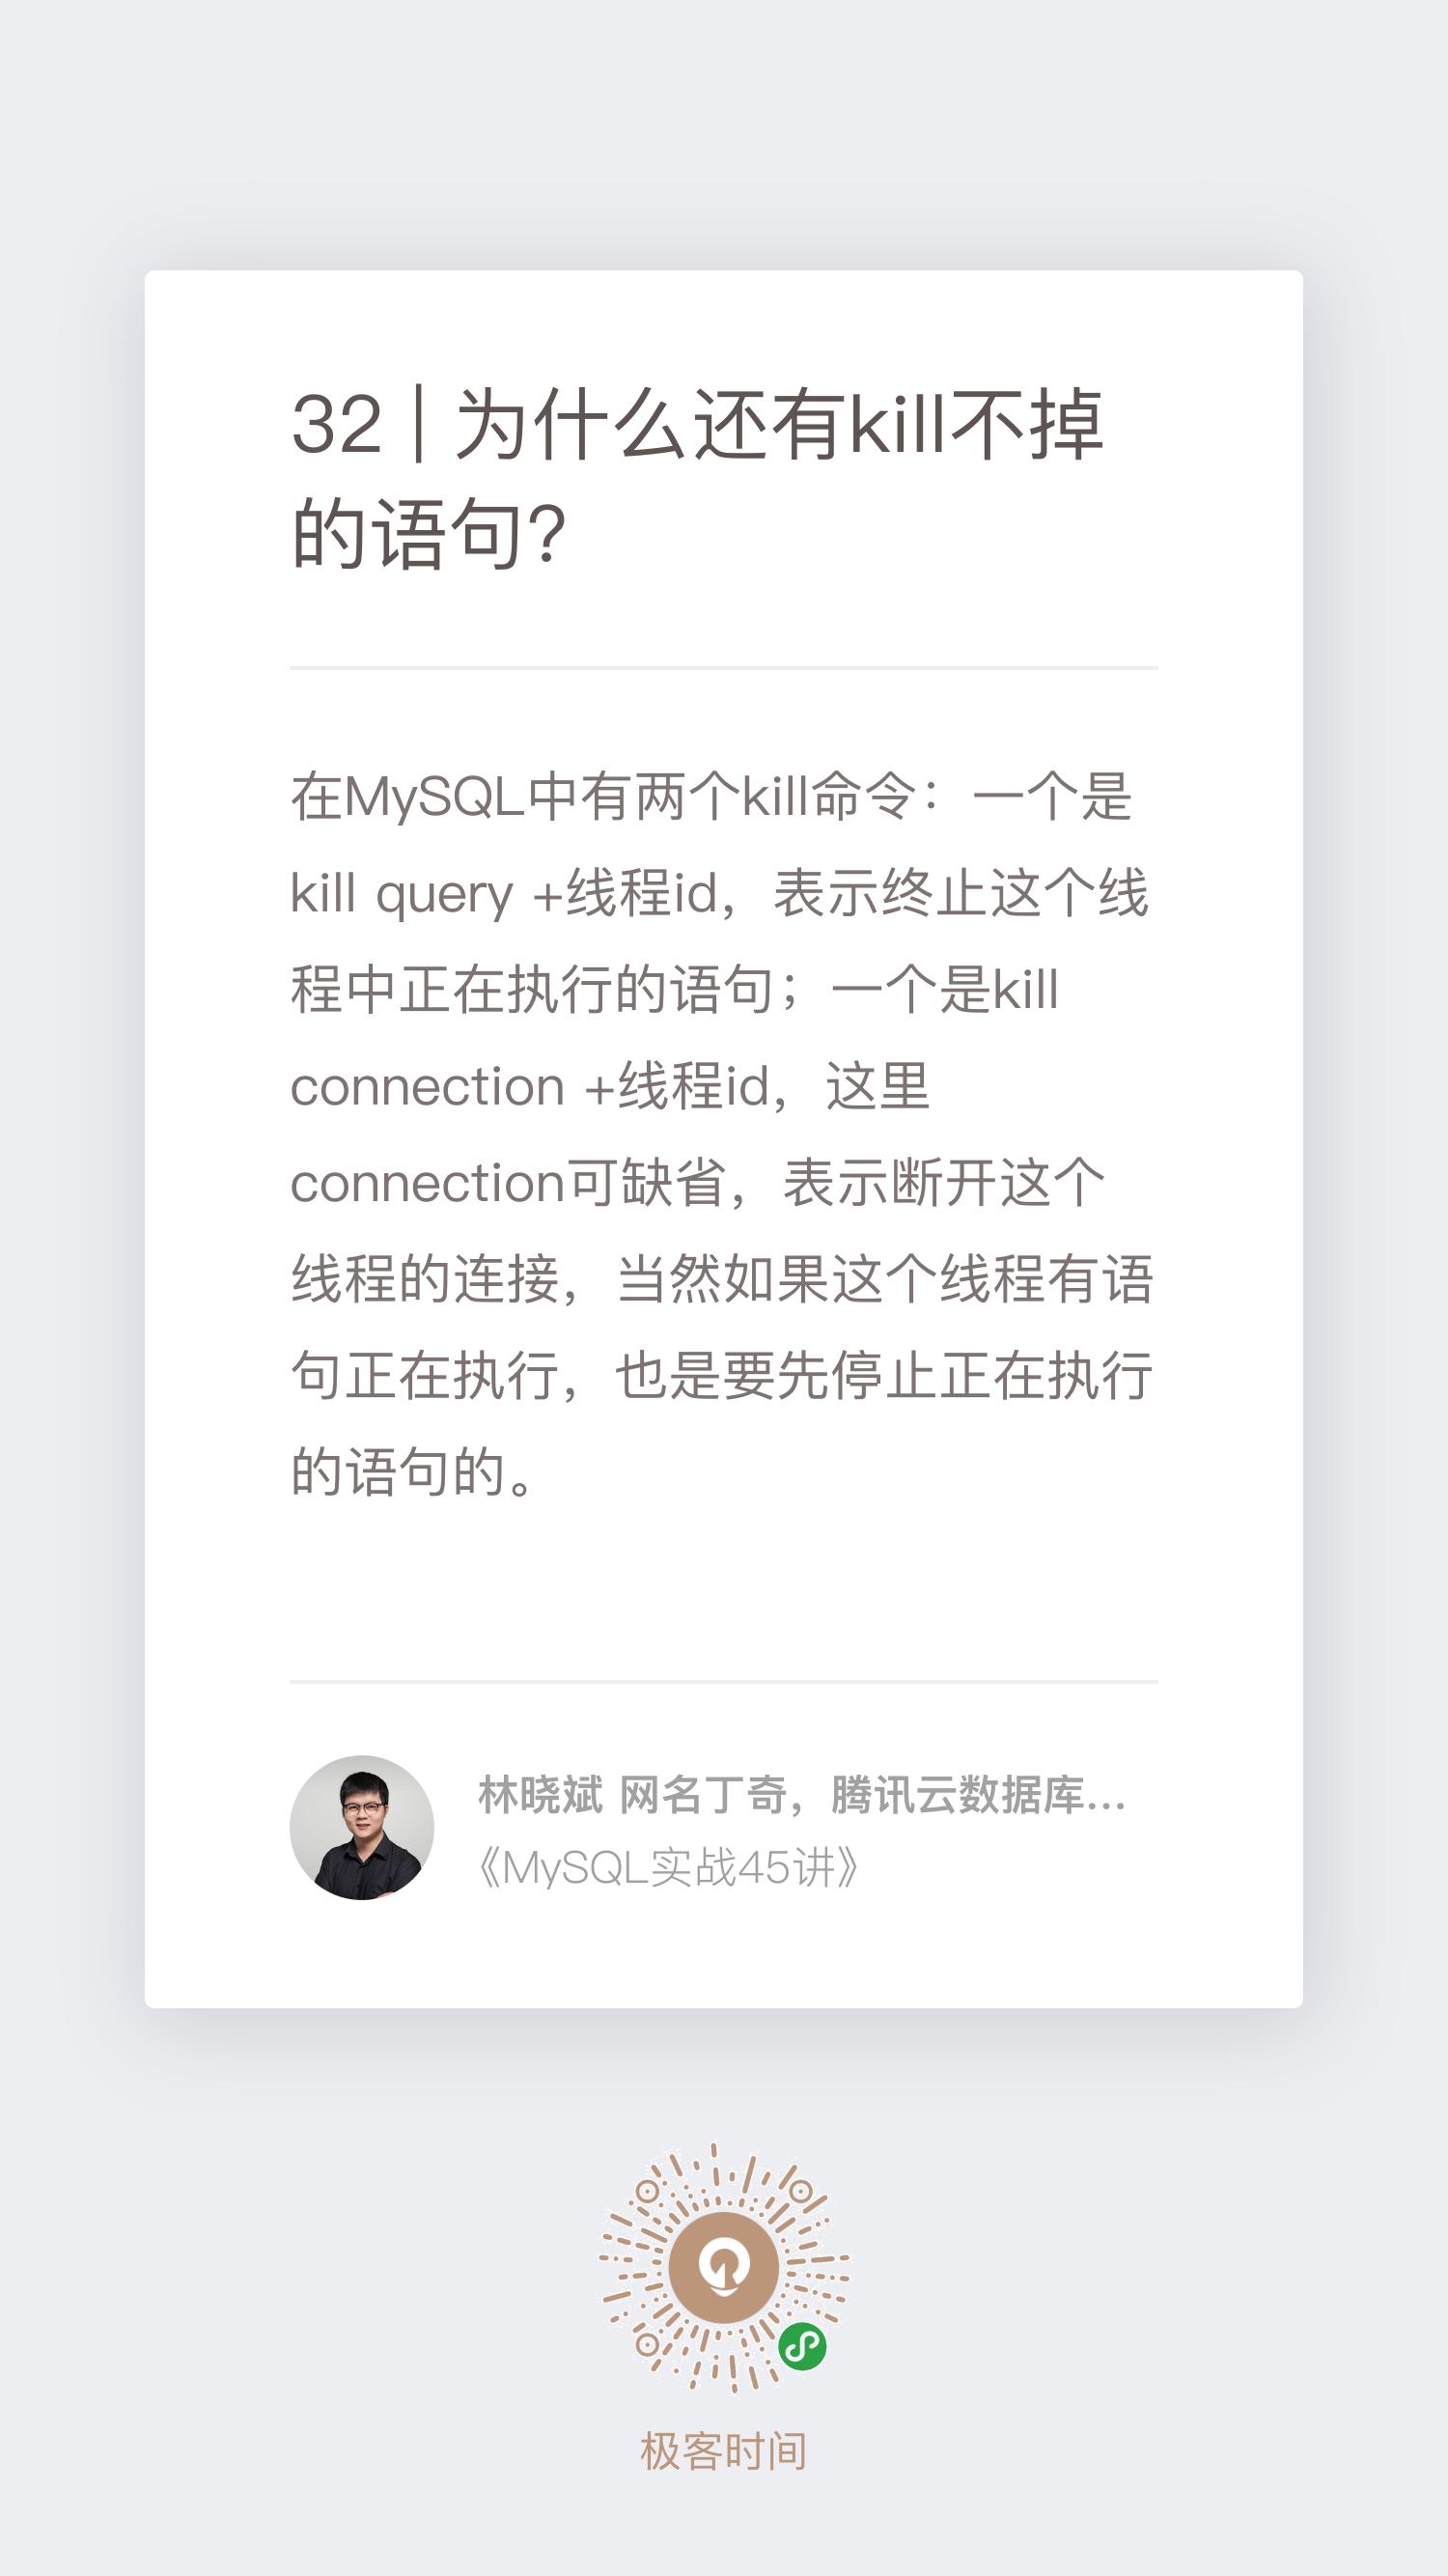 32 | 为什么还有kill不掉
的语句?
在MySQL中有两个kill命令：一个是
kill query +线程id，表示终止这个线
程中正在执行的语句；一个是kill
connection +线程id，这里
connection可缺省，表示断开这个
线程的连接，当然如果这个线程有语
句正在执行，也是要先停止正在执行
的语句的。
林晓斌 网名丁奇，腾讯云数据库...
《MySQL实战45讲》
极客时间